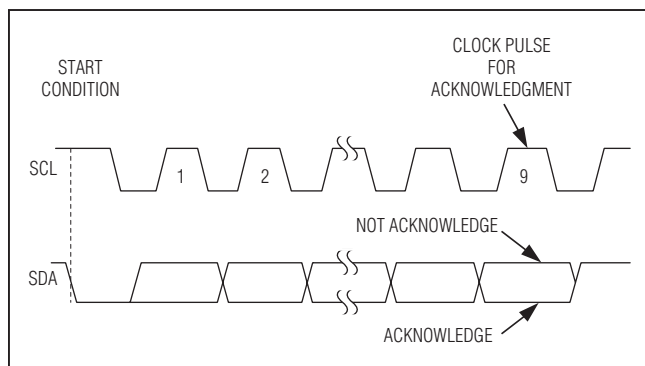 START
CONDITION
CLOCK PULSE
FOR
ACKNOWLEDGMENT
SCL
1
2
9
NOT ACKNOWLEDGE
SDA
ACKNOWLEDGE